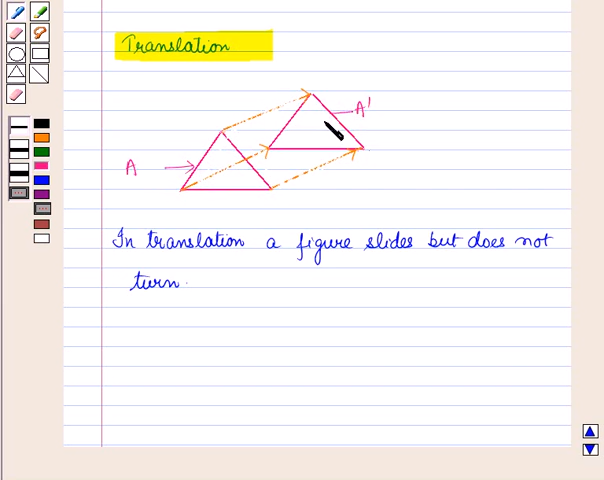 Translation
A'
A
In translation a figure slides but does not
turn.